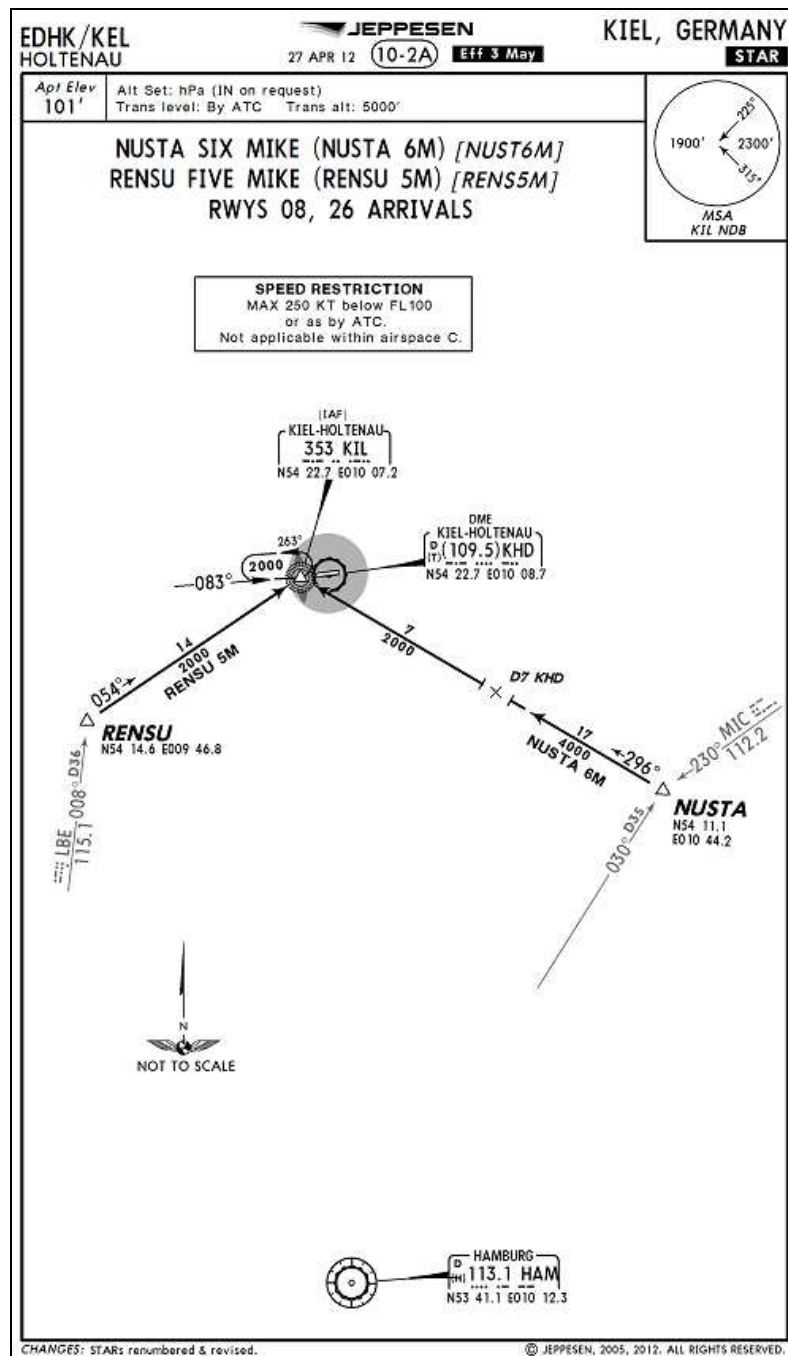 EDHK/KEL
HOLTENAU
JEPPESEN
27 APR 12 10-2A Eff 3 May
KIEL, GERMANY
STAR
Apt Elev
101'
Alt Set: hPa (IN on request)
Trans level: By ATC Trans alt: 5000'
NUSTA SIX MIKE (NUSTA 6M) [NUST6M]
RENSU FIVE MIKE (RENSU 5M) [RENS5M]
RWYS 08, 26 ARRIVALS
225°
1900' 2300'
315°
MSA
KIL NDB
SPEED RESTRICTION
MAX 250 KT below FL100
or as by ATC.
Not applicable within airspace C.
(IAF)
KIEL-HOLTENAU
353 KIL
N54 22.7 E010 07.2
DME
KIEL-HOLTENAU
D
(T) (109.5) KHD
N54 22.7 E010 08.7
263°
2000
083°
14
2000
RENSU 5M
054°
RENSU
N54 14.6 E009 46.8
LBE 008° D36
115.1
7
2000
D7 KHD
17
4000
NUSTA 6M
296°
230° MIC
112.2
NUSTA
N54 11.1
E010 44.2
030° D35
N
NOT TO SCALE
HAMBURG
D
(H) 113.1 HAM
N53 41.1 E010 12.3
CHANGES: STARs renumbered & revised.
© JEPPESEN, 2005, 2012. ALL RIGHTS RESERVED.